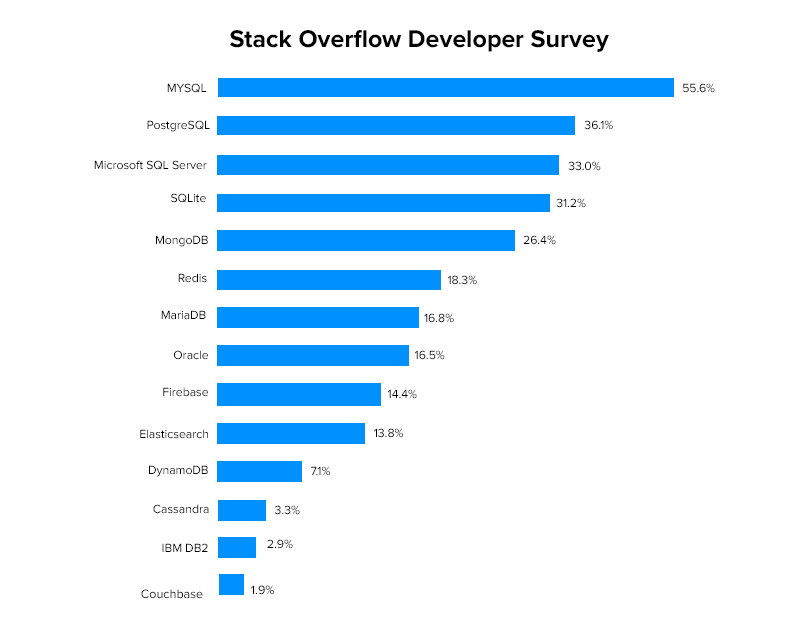 Stack Overflow Developer Survey
MYSQL 55.6%
PostgreSQL 36.1%
Microsoft SQL Server 33.0%
SQLite 31.2%
MongoDB 26.4%
Redis 18.3%
MariaDB 16.8%
Oracle 16.5%
Firebase 14.4%
Elasticsearch 13.8%
DynamoDB 7.1%
Cassandra 3.3%
IBM DB2 2.9%
Couchbase 1.9%